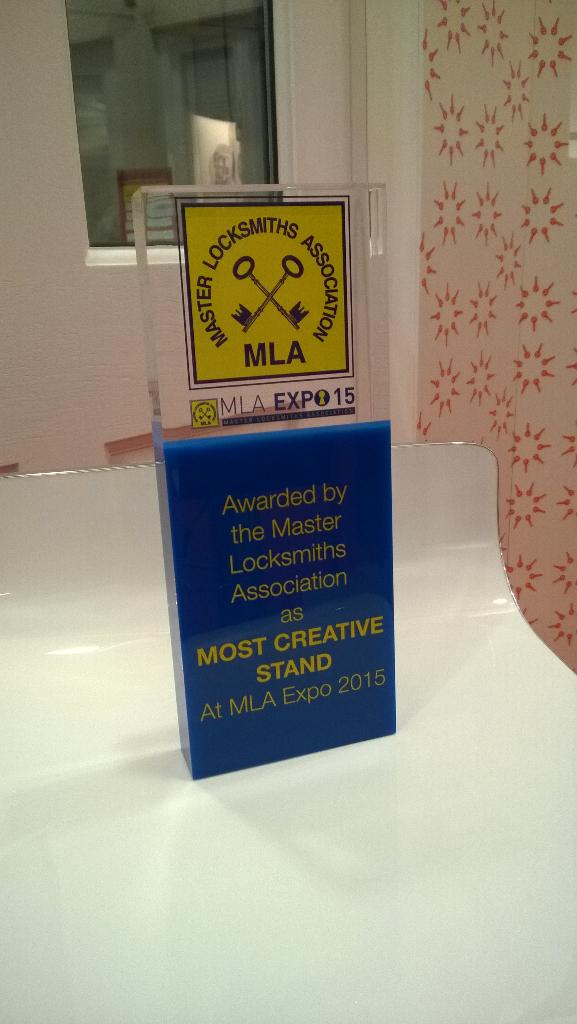 MASTER LOCKSMITHS ASSOCIATION
MLA
MLA EXPO 15
MASTER LOCKSMITHS ASSOCIATION
Awarded by
the Master
Locksmiths
Association
as
MOST CREATIVE
STAND
At MLA Expo 2015